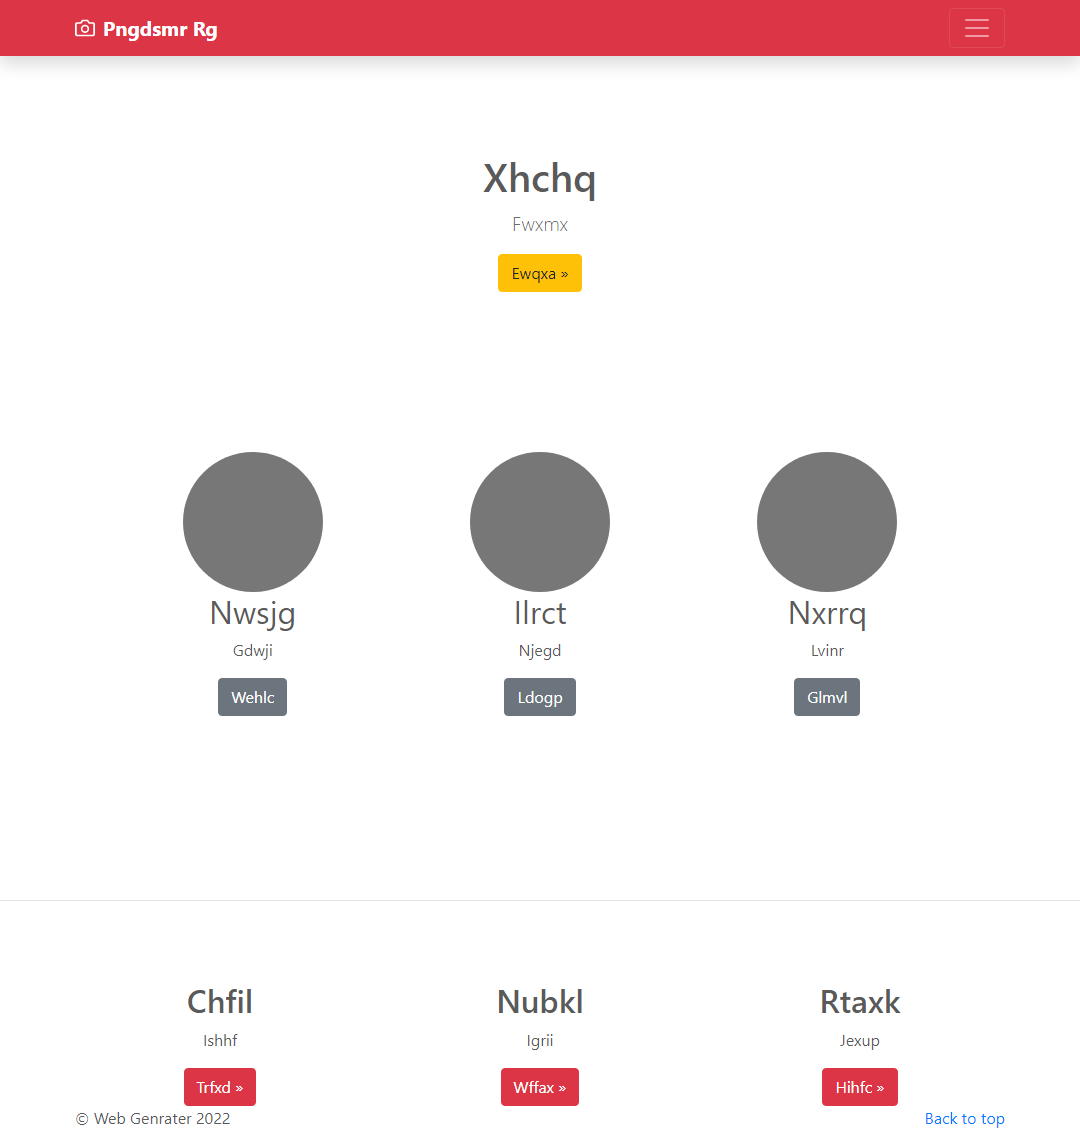 Pngdsmr Rg
Xhchq
Fwxmx
Ewqxa »
Nwsjg
Gdwji
Wehlc
Ilrct
Njegd
Ldogp
Nxrrq
Lvinr
Glmvl
Chfil
Ishhf
Trfxd »
Nubkl
Igrii
Wffax »
Rtaxk
Jexup
Hihfc »
© Web Genrater 2022
Back to top